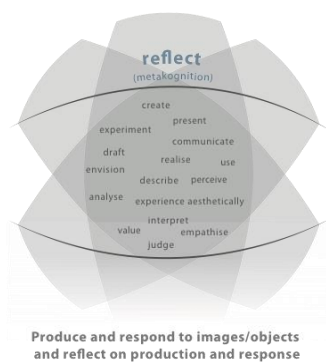 reflect
(metakognition)
create
present
experiment
communicate
draft
realise
use
envision
describe perceive
analyse
experience aesthetically
interpret
value
empathise
judge
Produce and respond to images/objects
and reflect on production and response